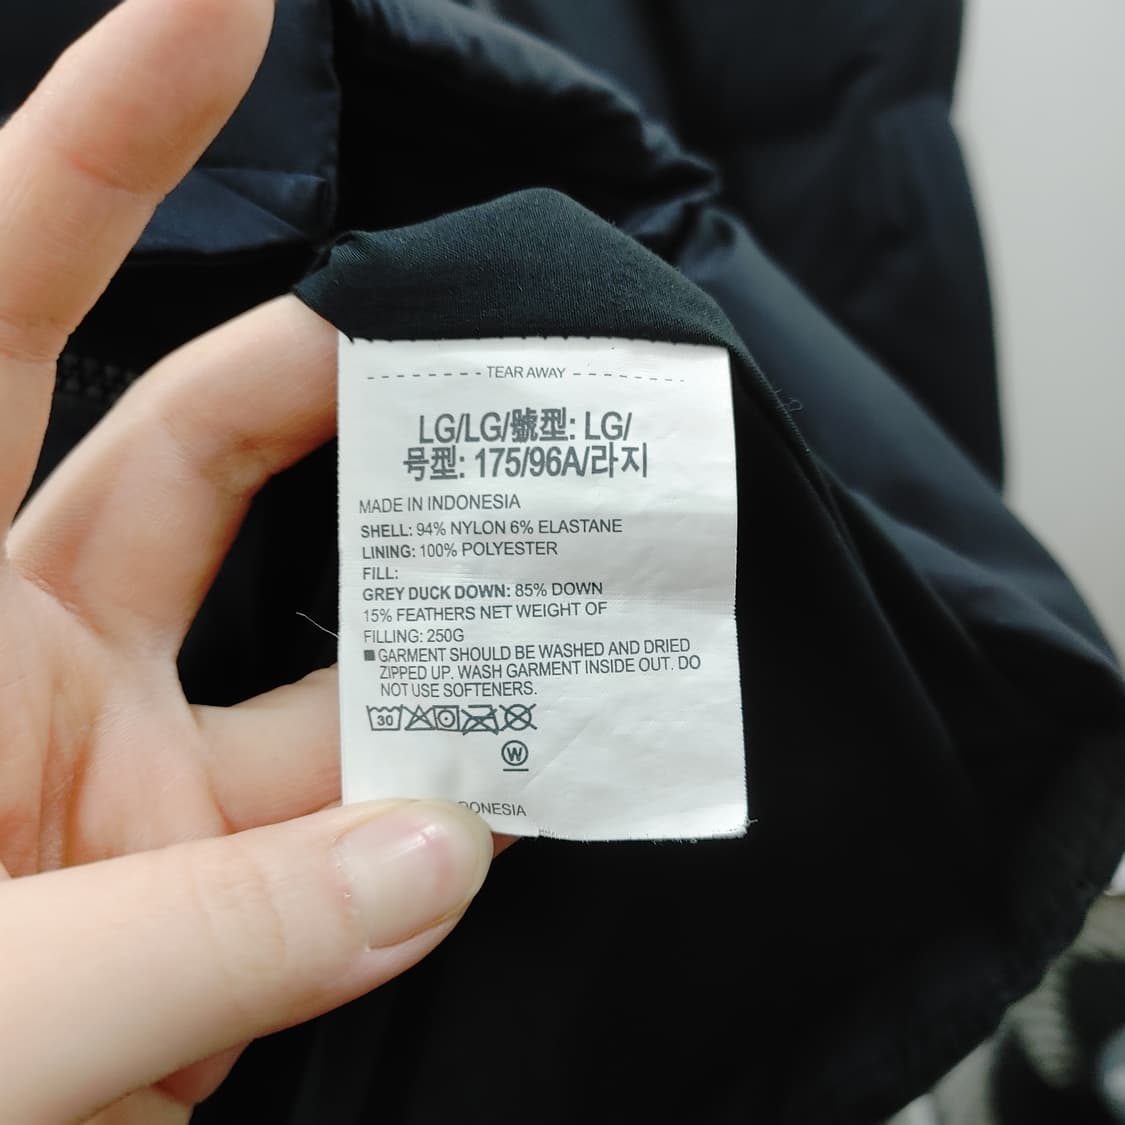 TEAR AWAY
LG/LG/號型: LG/
号型: 175/96A/라지
MADE IN INDONESIA
SHELL: 94% NYLON 6% ELASTANE
LINING: 100% POLYESTER
FILL:
GREY DUCK DOWN: 85% DOWN
15% FEATHERS NET WEIGHT OF
FILLING: 250G
■ GARMENT SHOULD BE WASHED AND DRIED
ZIPPED UP. WASH GARMENT INSIDE OUT. DO
NOT USE SOFTENERS.
30
W
ONESIA